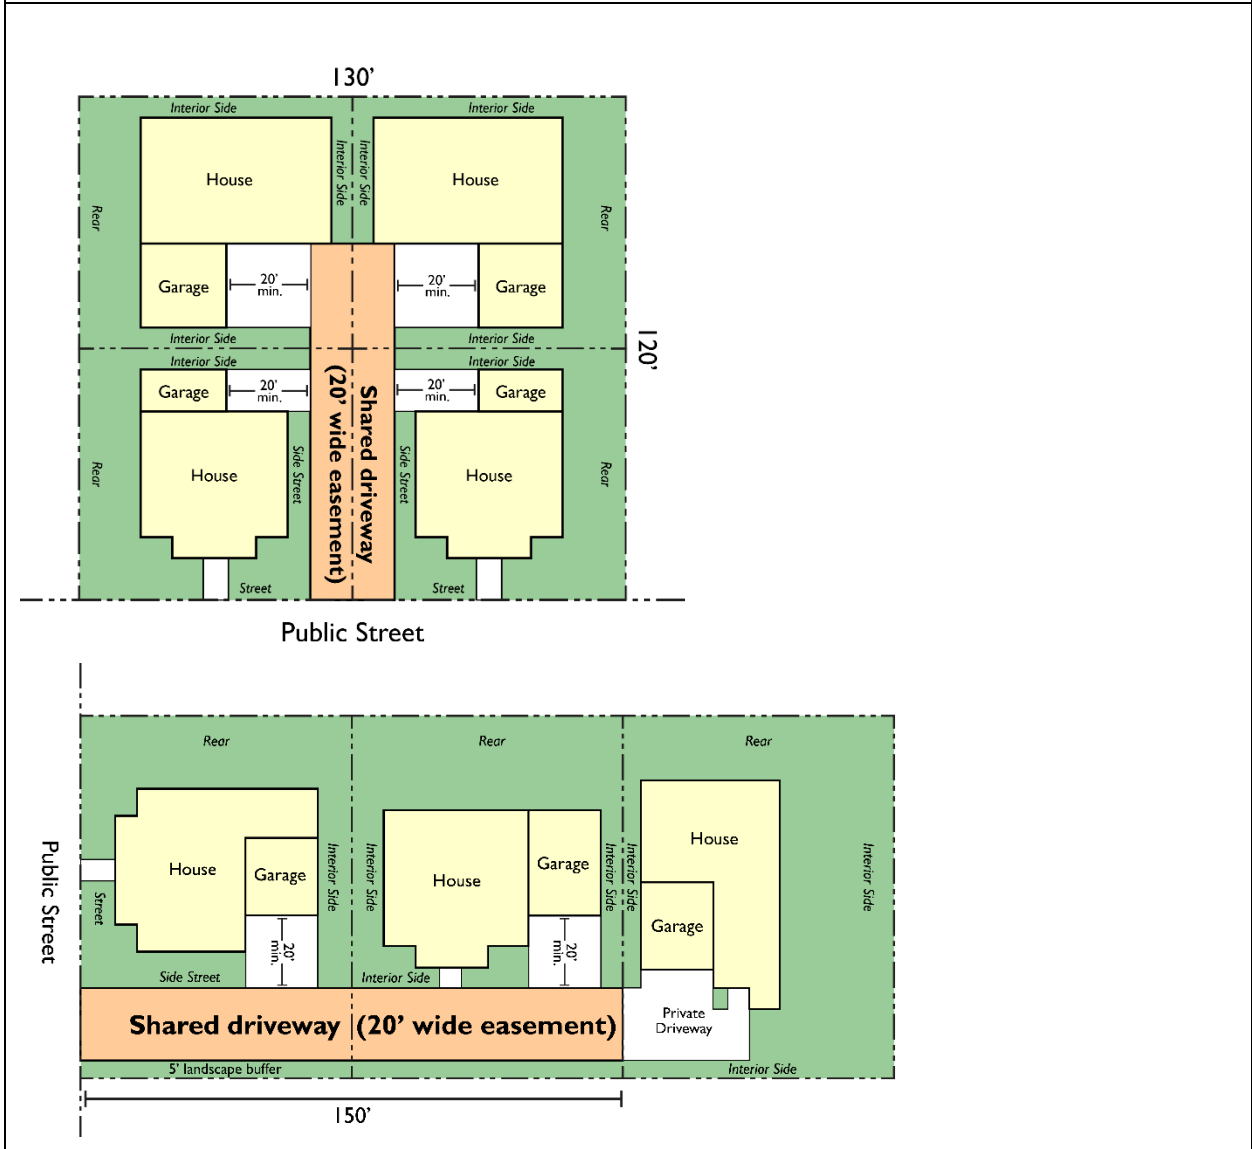 130'
Interior Side
Interior Side
House
Interior Side
Interior Side
House
Rear
Rear
Garage
20'
min.
20'
min.
Garage
Interior Side
Interior Side
120'
Interior Side
Interior Side
Garage
20'
min.
20'
min.
Garage
Shared driveway
(20' wide easement)
Rear
House
Side Street
Side Street
House
Rear
Street
Street
Public Street
Rear
Rear
Rear
Public Street
House
Garage
Interior Side
Interior Side
House
Garage
Interior Side
Interior Side
House
Garage
Interior Side
Street
20'
min.
20'
min.
Side Street
Interior Side
Private
Driveway
Shared driveway (20' wide easement)
5' landscape buffer
Interior Side
150'